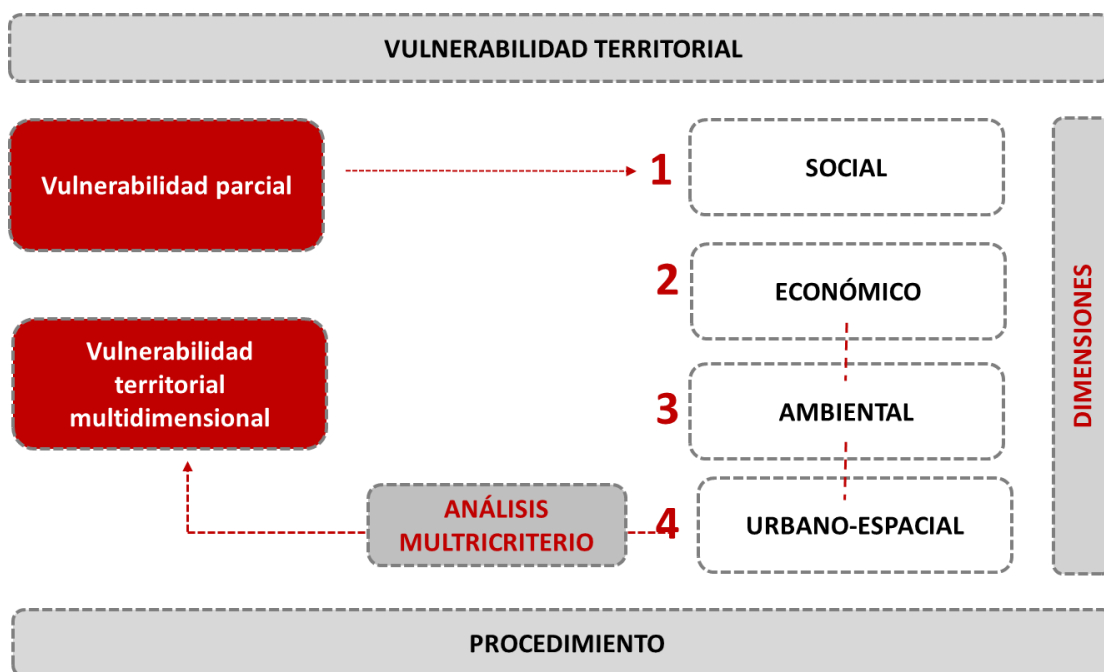 VULNERABILIDAD TERRITORIAL
Vulnerabilidad parcial
1
SOCIAL
2
ECONÓMICO
Vulnerabilidad
territorial
multidimensional
3
AMBIENTAL
ANÁLISIS
MULTRICRITERIO
4
URBANO-ESPACIAL
DIMENSIONES
PROCEDIMIENTO